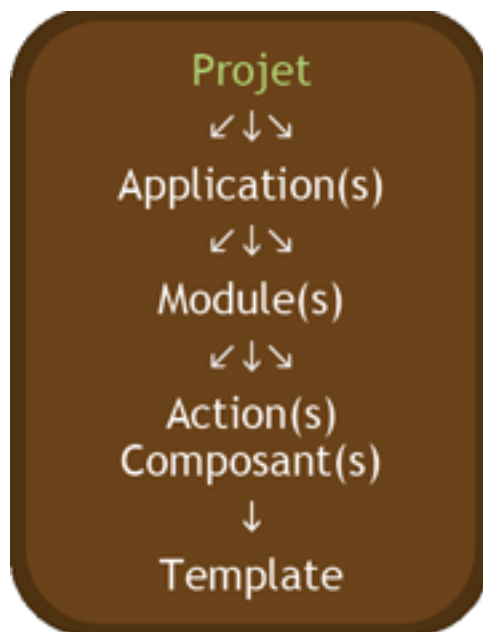 Projet
↙↓↘
Application(s)
↙↓↘
Module(s)
↙↓↘
Action(s)
Composant(s)
↓
Template